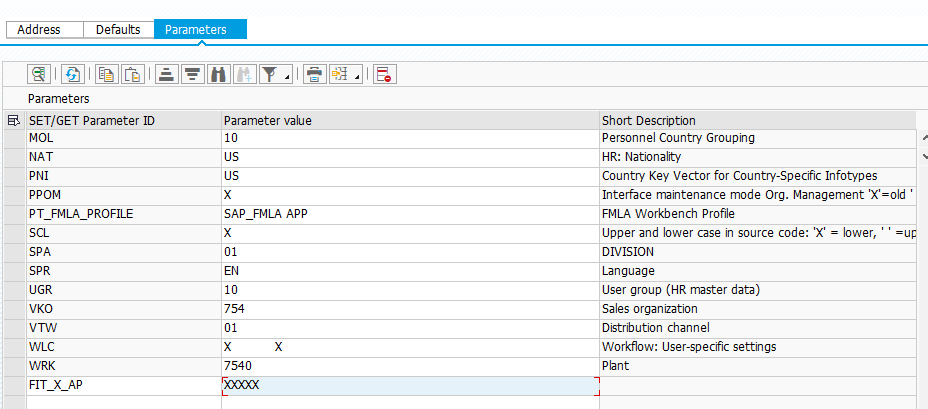 Address Defaults Parameters
Parameters
SET/GET Parameter ID Parameter value Short Description
MOL 10 Personnel Country Grouping
NAT US HR: Nationality
PNI US Country Key Vector for Country-Specific Infotypes
PPOM X Interface maintenance mode Org. Management 'X'=old '
PT_FMLA_PROFILE SAP_FMLA APP FMLA Workbench Profile
SCL X Upper and lower case in source code: 'X' = lower, ' ' =up
SPA 01 DIVISION
SPR EN Language
UGR 10 User group (HR master data)
VKO 754 Sales organization
VTW 01 Distribution channel
WLC X X Workflow: User-specific settings
WRK 7540 Plant
FIT_X_AP XXXXX